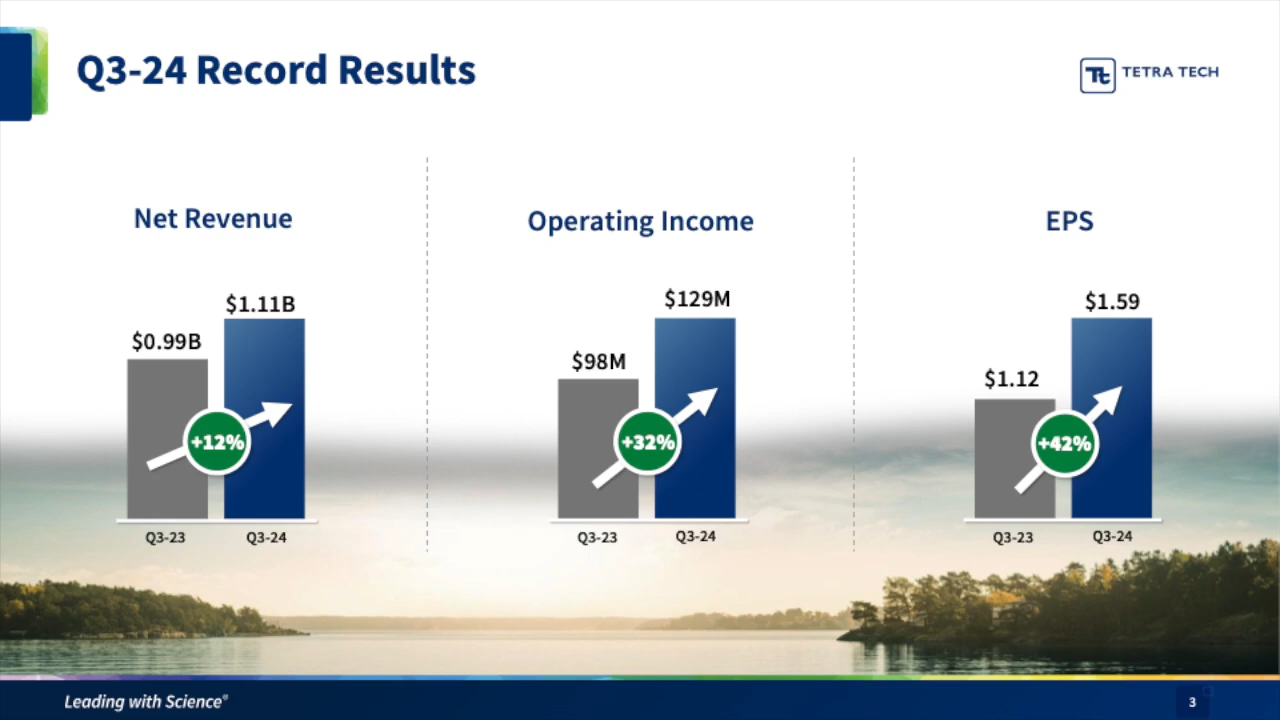 Q3-24 Record Results
Tt TETRA TECH
Net Revenue
$0.99B
$1.11B
+12%
Q3-23
Q3-24
Operating Income
$98M
$129M
+32%
Q3-23
Q3-24
EPS
$1.12
$1.59
+42%
Q3-23
Q3-24
Leading with Science®
3